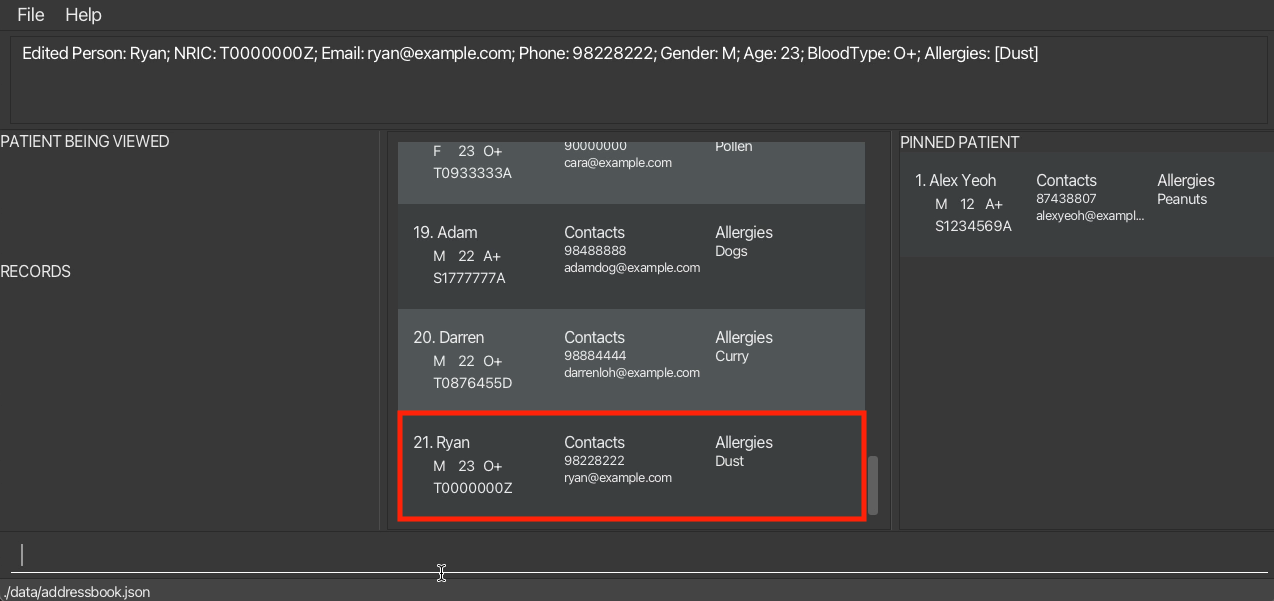 File Help
Edited Person: Ryan; NRIC: T0000000Z; Email: ryan@example.com; Phone: 98228222; Gender: M; Age: 23; BloodType: O+; Allergies: [Dust]
PATIENT BEING VIEWED
RECORDS
F 23 O+
T0933333A
90000000
cara@example.com
Pollen
19. Adam
M 22 A+
S1777777A
Contacts
98488888
adamdog@example.com
Allergies
Dogs
20. Darren
M 22 O+
T0876455D
Contacts
98884444
darrenloh@example.com
Allergies
Curry
21. Ryan
M 23 O+
T0000000Z
Contacts
98228222
ryan@example.com
Allergies
Dust
PINNED PATIENT
1. Alex Yeoh
M 12 A+
S1234569A
Contacts
87438807
alexyeoh@exampl...
Allergies
Peanuts
./data/addressbook.json